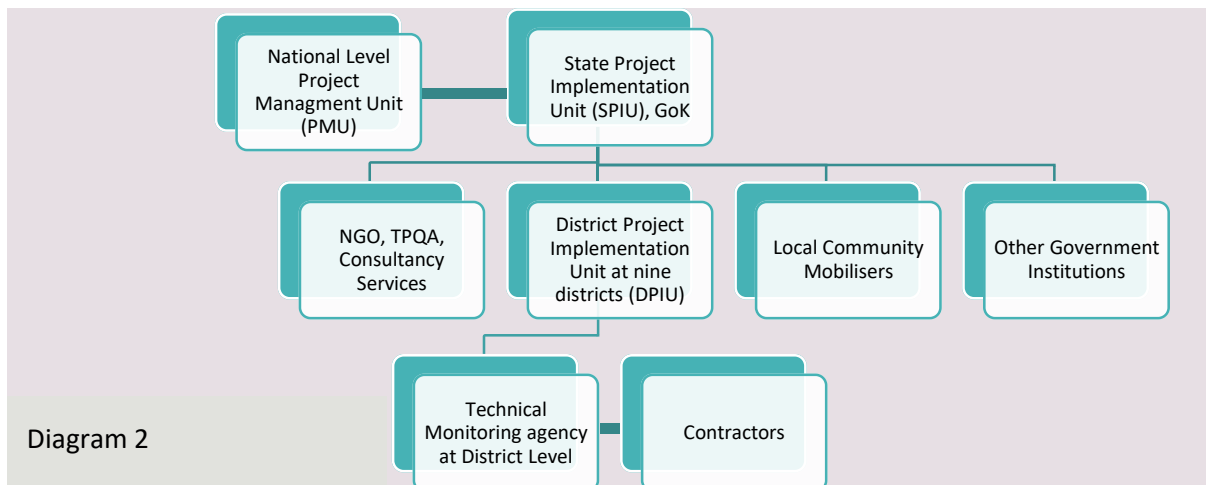 National Level
Project
Managment Unit
(PMU)
State Project
Implementation
Unit (SPIU), GoK
NGO, TPQA,
Consultancy
Services
District Project
Implementation
Unit at nine
districts (DPIU)
Local Community
Mobilisers
Other Government
Institutions
Technical
Monitoring agency
at District Level
Contractors
Diagram 2